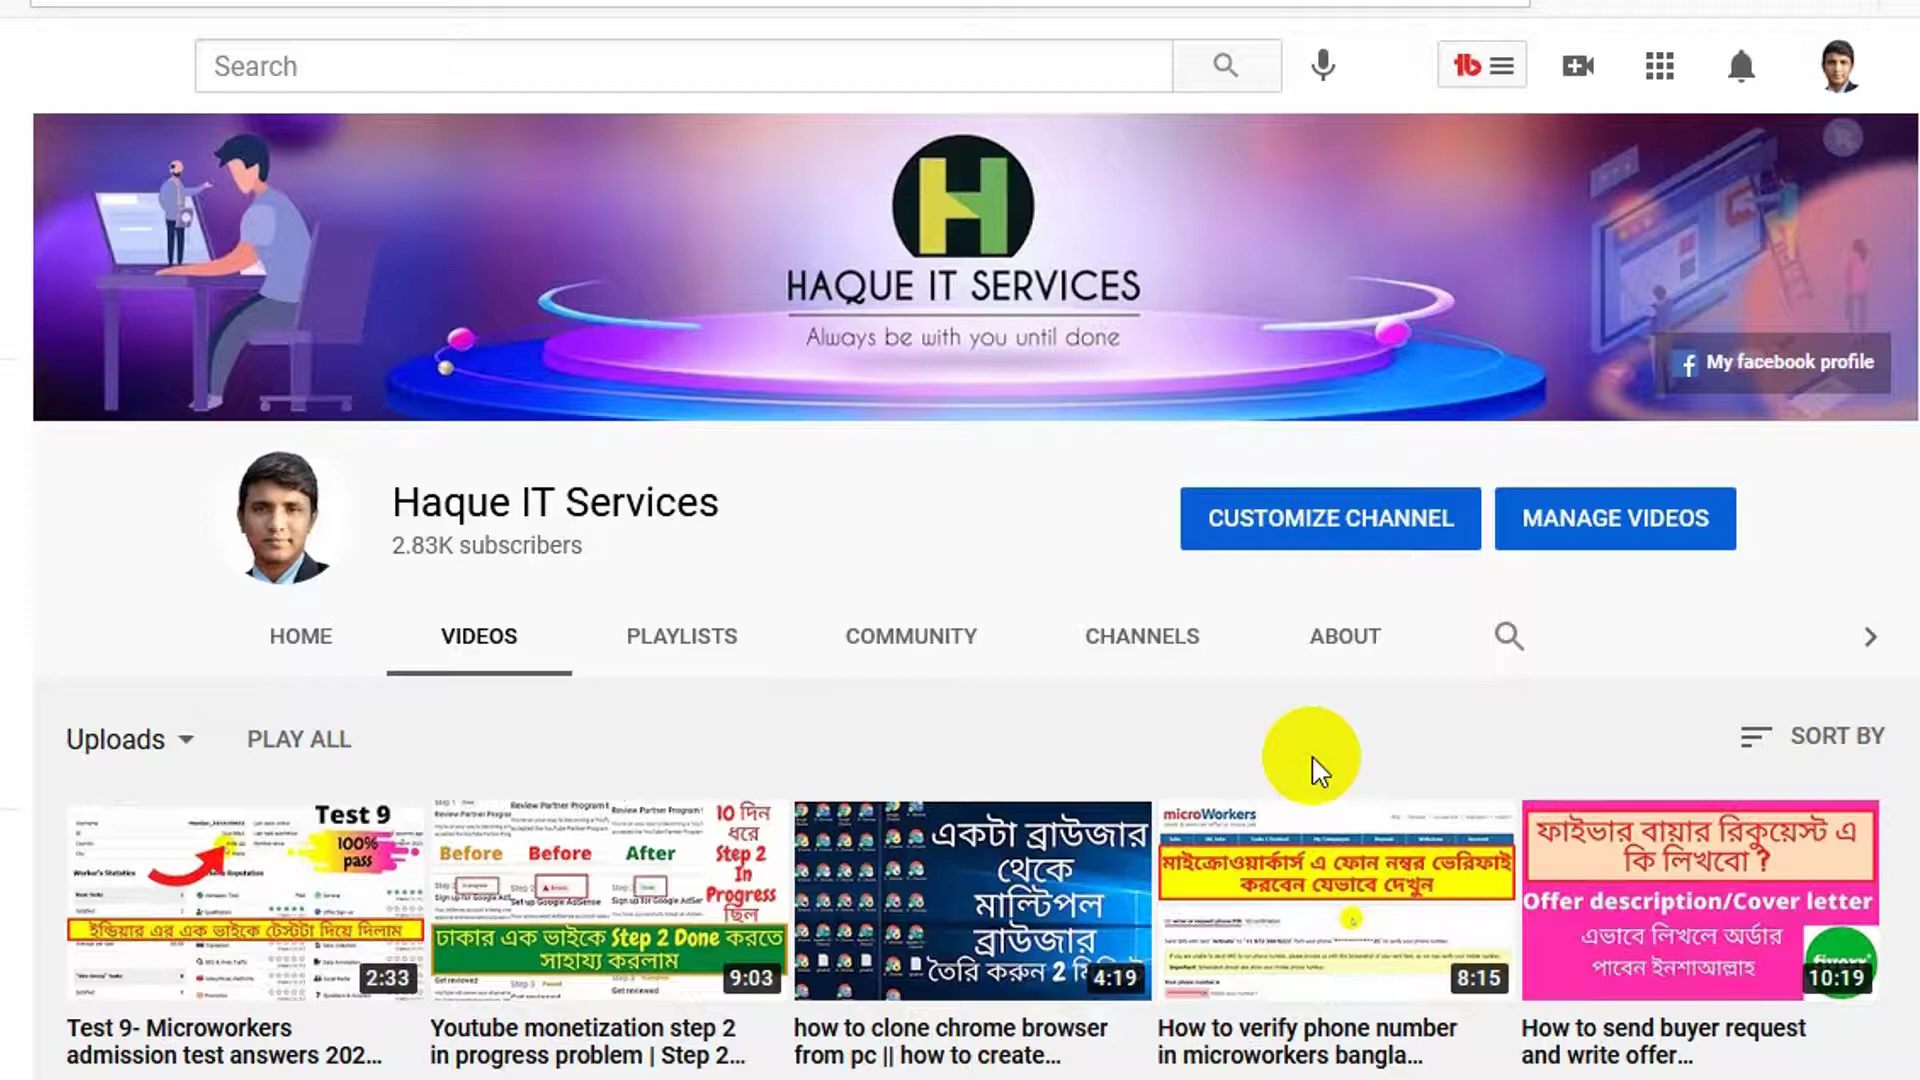 Search
HAQUE IT SERVICES
Always be with you until done
My facebook profile
Haque IT Services
2.83K subscribers
CUSTOMIZE CHANNEL
MANAGE VIDEOS
HOME
VIDEOS
PLAYLISTS
COMMUNITY
CHANNELS
ABOUT
Uploads
PLAY ALL
SORT BY
Test 9
100%
pass
ইন্ডিয়ার এর এক ভাইকে টেস্টটা দিয়ে দিলাম
2:33
Before
Before
After
10 দিন
ধরে
Step 2
In
Progress
ছিল
ঢাকার এক ভাইকে Step 2 Done করতে
সাহায্য করলাম
9:03
একটা ব্রাউজার
থেকে
মাল্টিপল
ব্রাউজার
তৈরি করুন 2
4:19
microWorkers
মাইক্রোওয়ার্কার্স এ ফোন নম্বর ভেরিফাই
করবেন যেভাবে দেখুন
8:15
ফাইভার বায়ার রিকুয়েস্ট এ
কি লিখবো ?
Offer description/Cover letter
এভাবে লিখলে অর্ডার
পাবেন ইনশাআল্লাহ
10:19
Test 9- Microworkers
admission test answers 202...
Youtube monetization step 2
in progress problem | Step 2...
how to clone chrome browser
from pc || how to create...
How to verify phone number
in microworkers bangla...
How to send buyer request
and write offer...